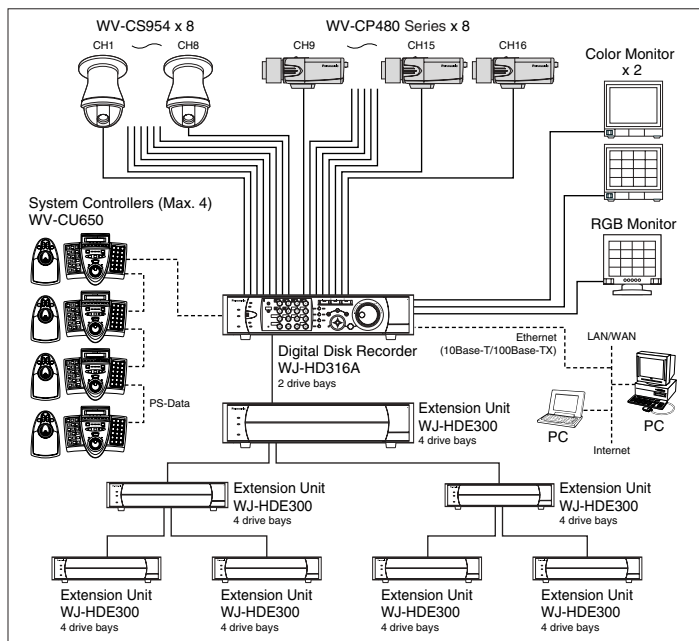 WV-CS954 x 8
WV-CP480 Series x 8
CH1
CH8
CH9
CH15
CH16
Color Monitor
x 2
System Controllers (Max. 4)
WV-CU650
RGB Monitor
Digital Disk Recorder
WJ-HD316A
2 drive bays
Ethernet
(10Base-T/100Base-TX)
LAN/WAN
PS-Data
PC
PC
Internet
Extension Unit
WJ-HDE300
4 drive bays
Extension Unit
WJ-HDE300
4 drive bays
Extension Unit
WJ-HDE300
4 drive bays
Extension Unit
WJ-HDE300
4 drive bays
Extension Unit
WJ-HDE300
4 drive bays
Extension Unit
WJ-HDE300
4 drive bays
Extension Unit
WJ-HDE300
4 drive bays